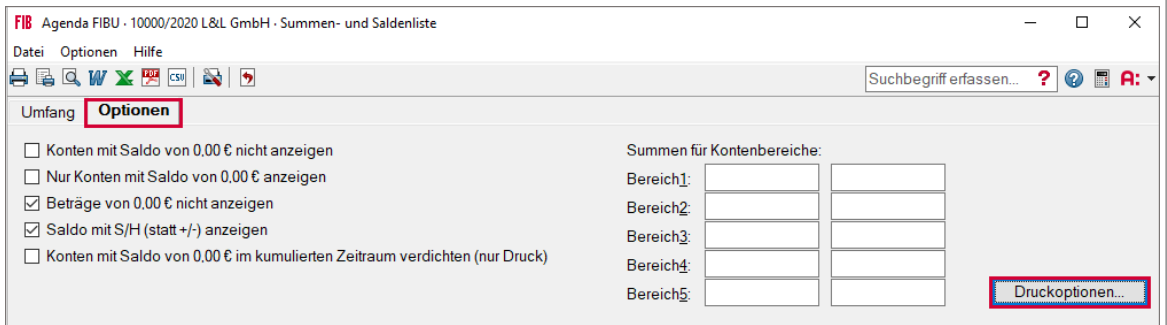 FIB Agenda FIBU · 10000/2020 L&L GmbH · Summen- und Saldenliste
Datei Optionen Hilfe
W PDF CSV Suchbegriff erfassen... ? ? A:
Umfang Optionen
Konten mit Saldo von 0,00 € nicht anzeigen
Nur Konten mit Saldo von 0,00 € anzeigen
Beträge von 0,00 € nicht anzeigen
Saldo mit S/H (statt +/-) anzeigen
Konten mit Saldo von 0,00 € im kumulierten Zeitraum verdichten (nur Druck)
Summen für Kontenbereiche:
Bereich1:
Bereich2:
Bereich3:
Bereich4:
Bereich5:
Druckoptionen...